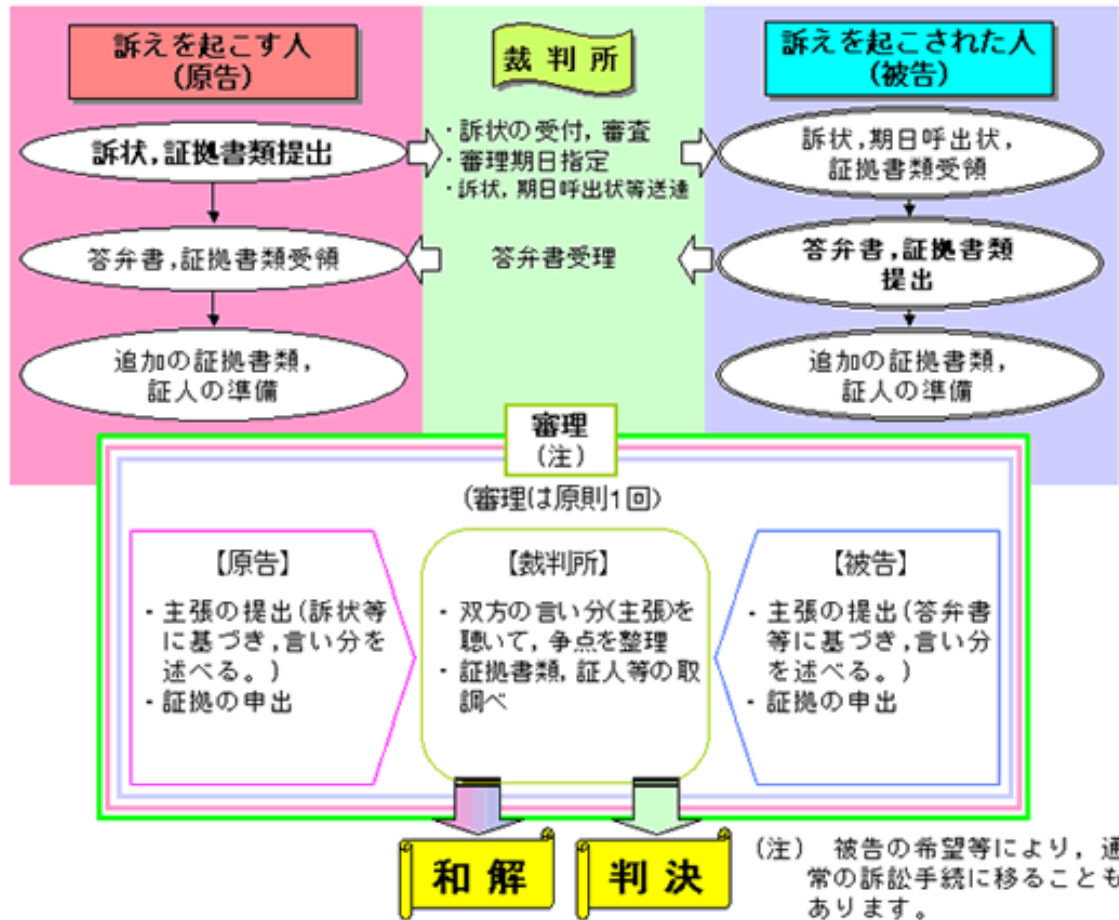 訴えを起こす人
(原告)
裁判所
訴えを起こされた人
(被告)
訴状,証拠書類提出
・訴状の受付,審査
・審理期日指定
・訴状,期日呼出状等送達
訴状,期日呼出状,
証拠書類受領
答弁書,証拠書類受領
答弁書受理
答弁書,証拠書類
提出
追加の証拠書類,
証人の準備
追加の証拠書類,
証人の準備
審理
(注)
(審理は原則1回)
【原告】
・主張の提出(訴状等
に基づき,言い分を
述べる。)
・証拠の申出
【裁判所】
・双方の言い分(主張)を
聴いて,争点を整理
・証拠書類,証人等の取
調べ
【被告】
・主張の提出(答弁書
等に基づき,言い分
を述べる。)
・証拠の申出
和解
判決
(注) 被告の希望等により,通
常の訴訟手続に移ることも
あります。